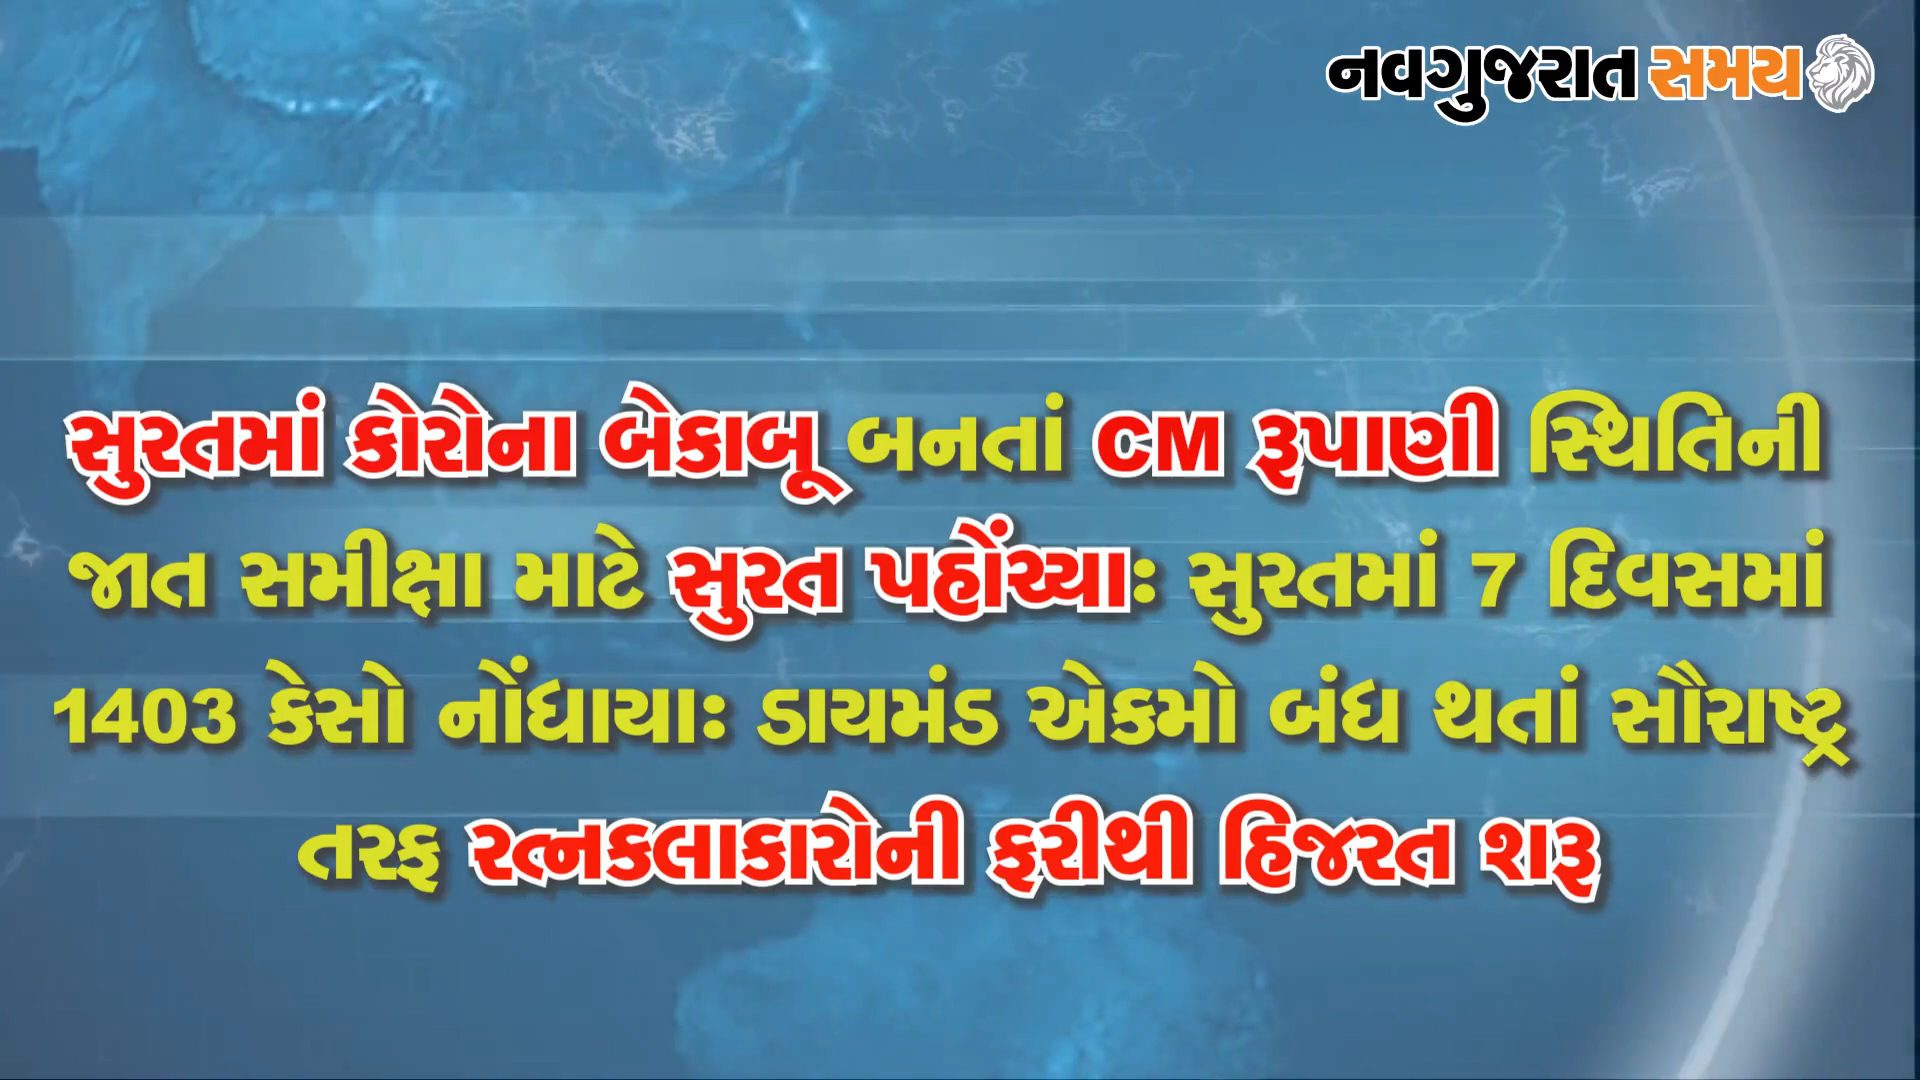 નવગુજરાત સમય
સુરતમાં કોરોના બેકાબૂ બનતાં CM રૂપાણી સ્થિતિની
જાત સમીક્ષા માટે સુરત પહોંચ્યાઃ સુરતમાં 7 દિવસમાં
1403 કેસો નોંધાયાઃ ડાયમંડ એકમો બંધ થતાં સૌરાષ્ટ્ર
તરફ રત્નકલાકારોની ફરીથી હિજરત શરૂ